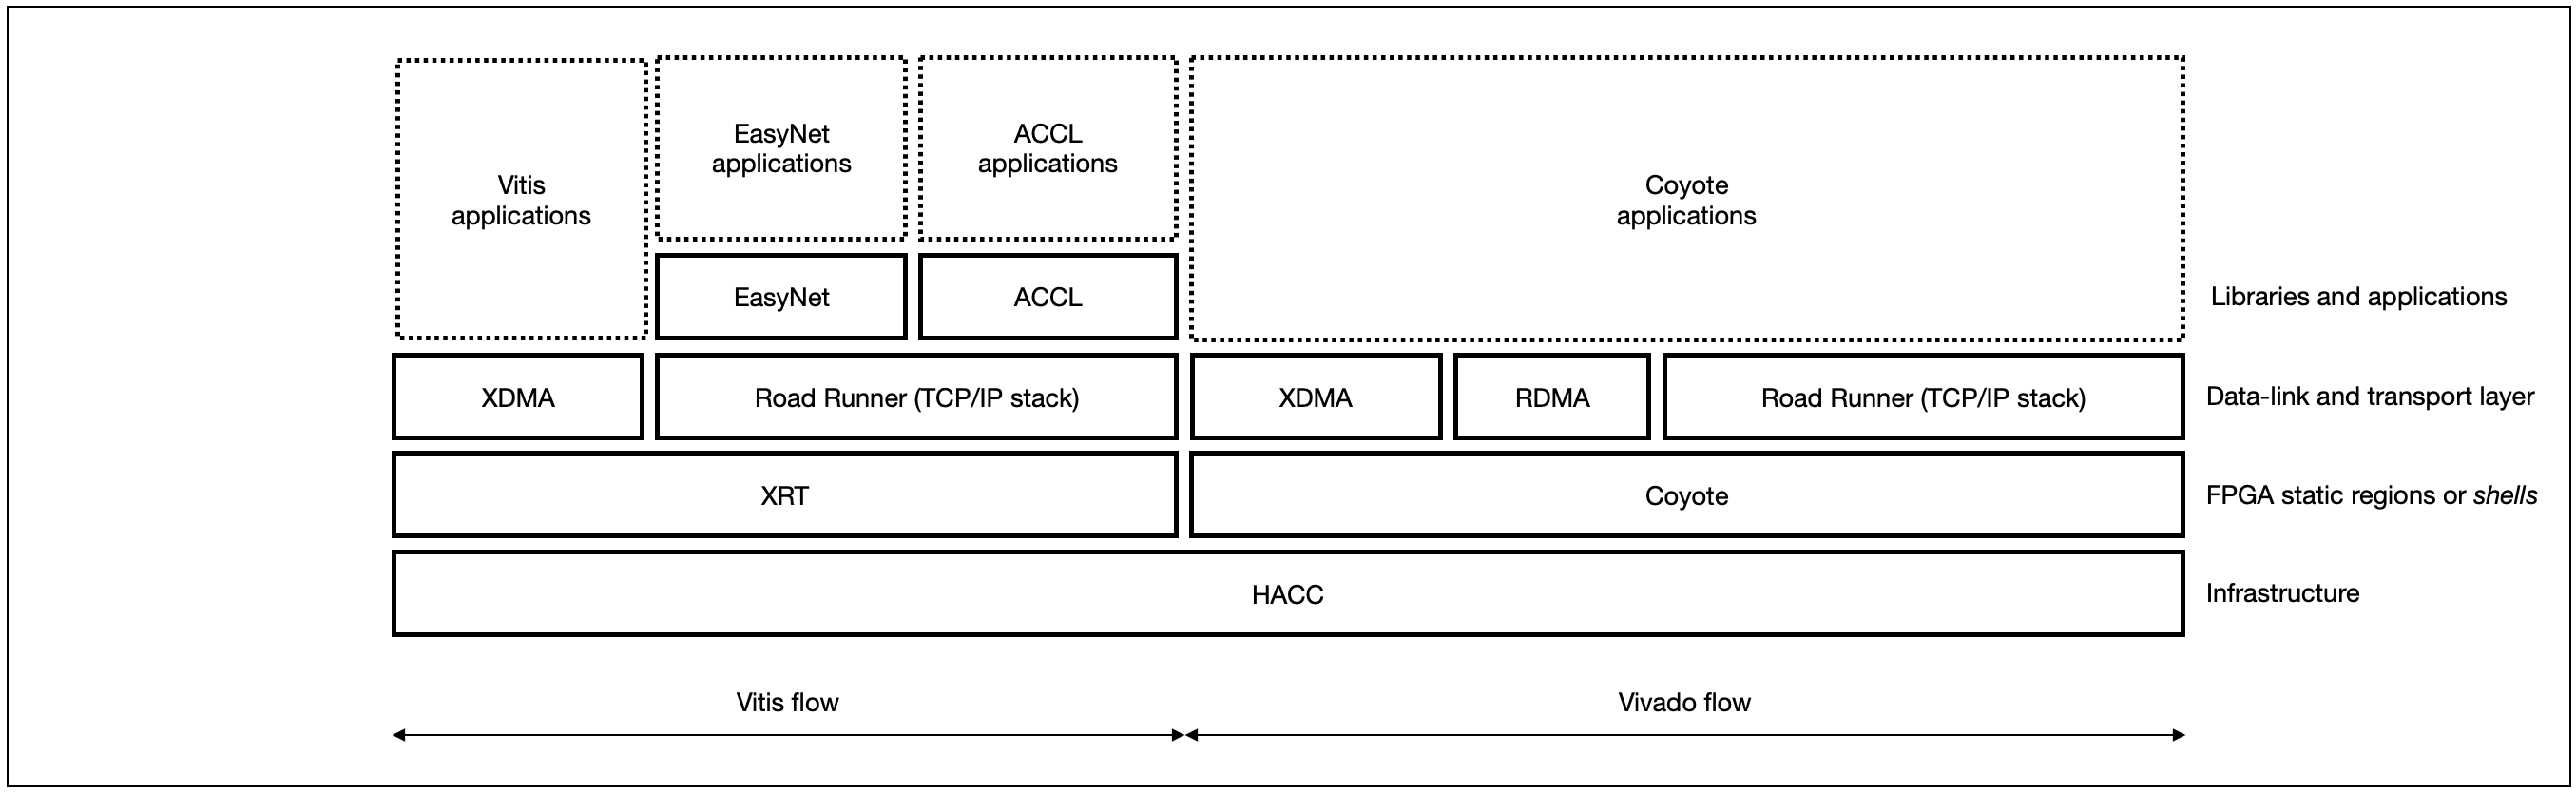 Vitis
applications
EasyNet
applications
ACCL
applications
Coyote
applications
EasyNet
ACCL
Libraries and applications
XDMA
Road Runner (TCP/IP stack)
XDMA
RDMA
Road Runner (TCP/IP stack)
Data-link and transport layer
XRT
Coyote
FPGA static regions or shells
HACC
Infrastructure
Vitis flow
Vivado flow